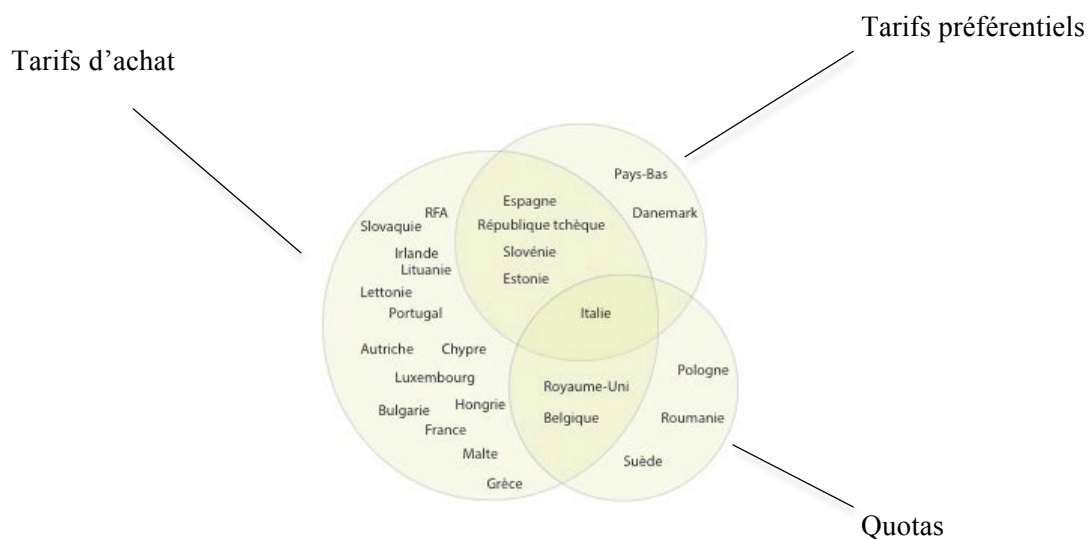 Tarifs préférentiels
Tarifs d’achat
Pays-Bas
Espagne
RFA
Danemark
Slovaquie
République tchèque
Irlande
Slovénie
Lituanie
Estonie
Lettonie
Portugal
Italie
Autriche
Chypre
Pologne
Luxembourg
Royaume-Uni
Bulgarie
Hongrie
Belgique
Roumanie
France
Malte
Suède
Grèce
Quotas